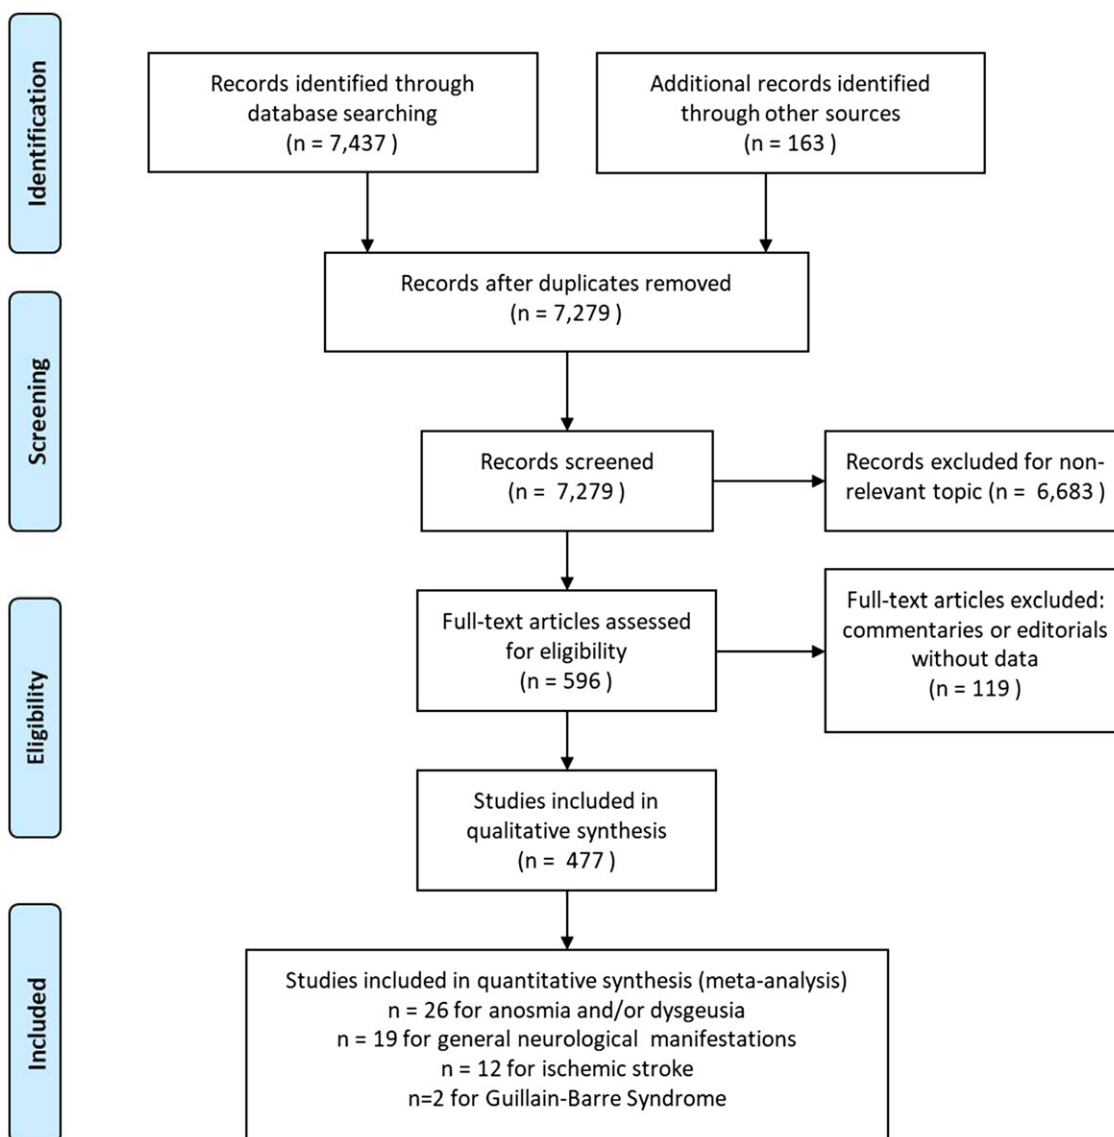 Identification
Records identified through
database searching
(n = 7,437 )
Additional records identified
through other sources
(n = 163 )
Records after duplicates removed
(n = 7,279 )
Screening
Records screened
(n =  7,279 )
Records excluded for non-
relevant topic (n =  6,683 )
Eligibility
Full-text articles assessed
for eligibility
(n = 596 )
Full-text articles excluded:
commentaries or editorials
without data
(n = 119 )
Studies included in
qualitative synthesis
(n =  477 )
Included
Studies included in quantitative synthesis (meta-analysis)
n = 26 for anosmia and/or dysgeusia
n = 19 for general neurological  manifestations
n = 12 for ischemic stroke
n=2 for Guillain-Barre Syndrome